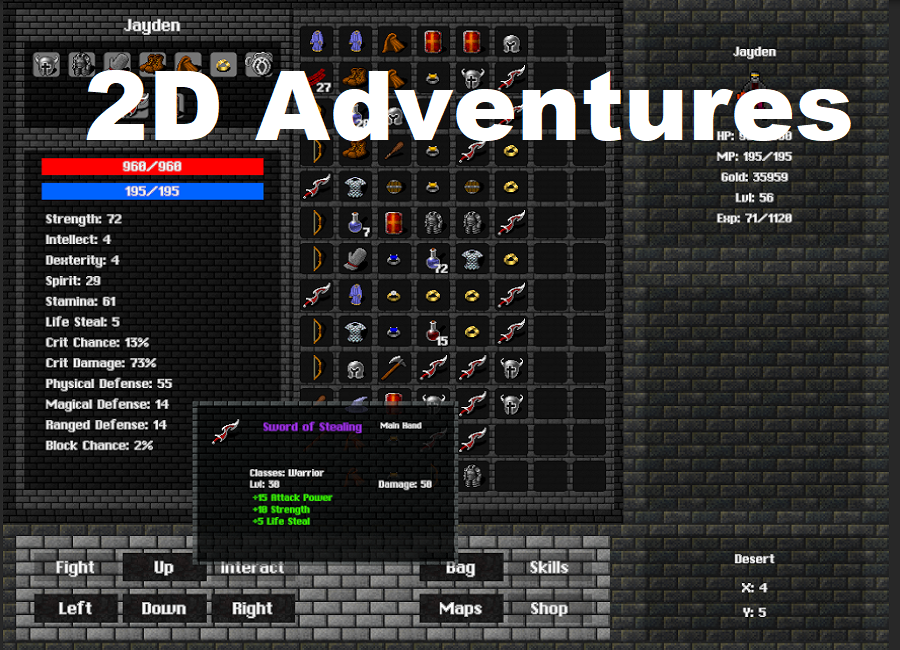 Jayden
2D Adventures
27
28
960/960
195/195
Strength: 72
Intellect: 4
Dexterity: 4
Spirit: 29
Stamina: 61
Life Steal: 5
Crit Chance: 13%
Crit Damage: 73%
Physical Defense: 55
Magical Defense: 14
Ranged Defense: 14
Block Chance: 2%
7
72
15
Sword of Stealing
Main Hand
Classes: Warrior
Lvl: 30
Damage: 50
+15 Attack Power
+10 Strength
+5 Life Steal
Jayden
HP:
MP: 195/195
Gold: 35959
Lvl: 56
Exp: 71/1120
Fight
Up
Interact
Bag
Skills
Left
Down
Right
Maps
Shop
Desert
X: 4
Y: 5